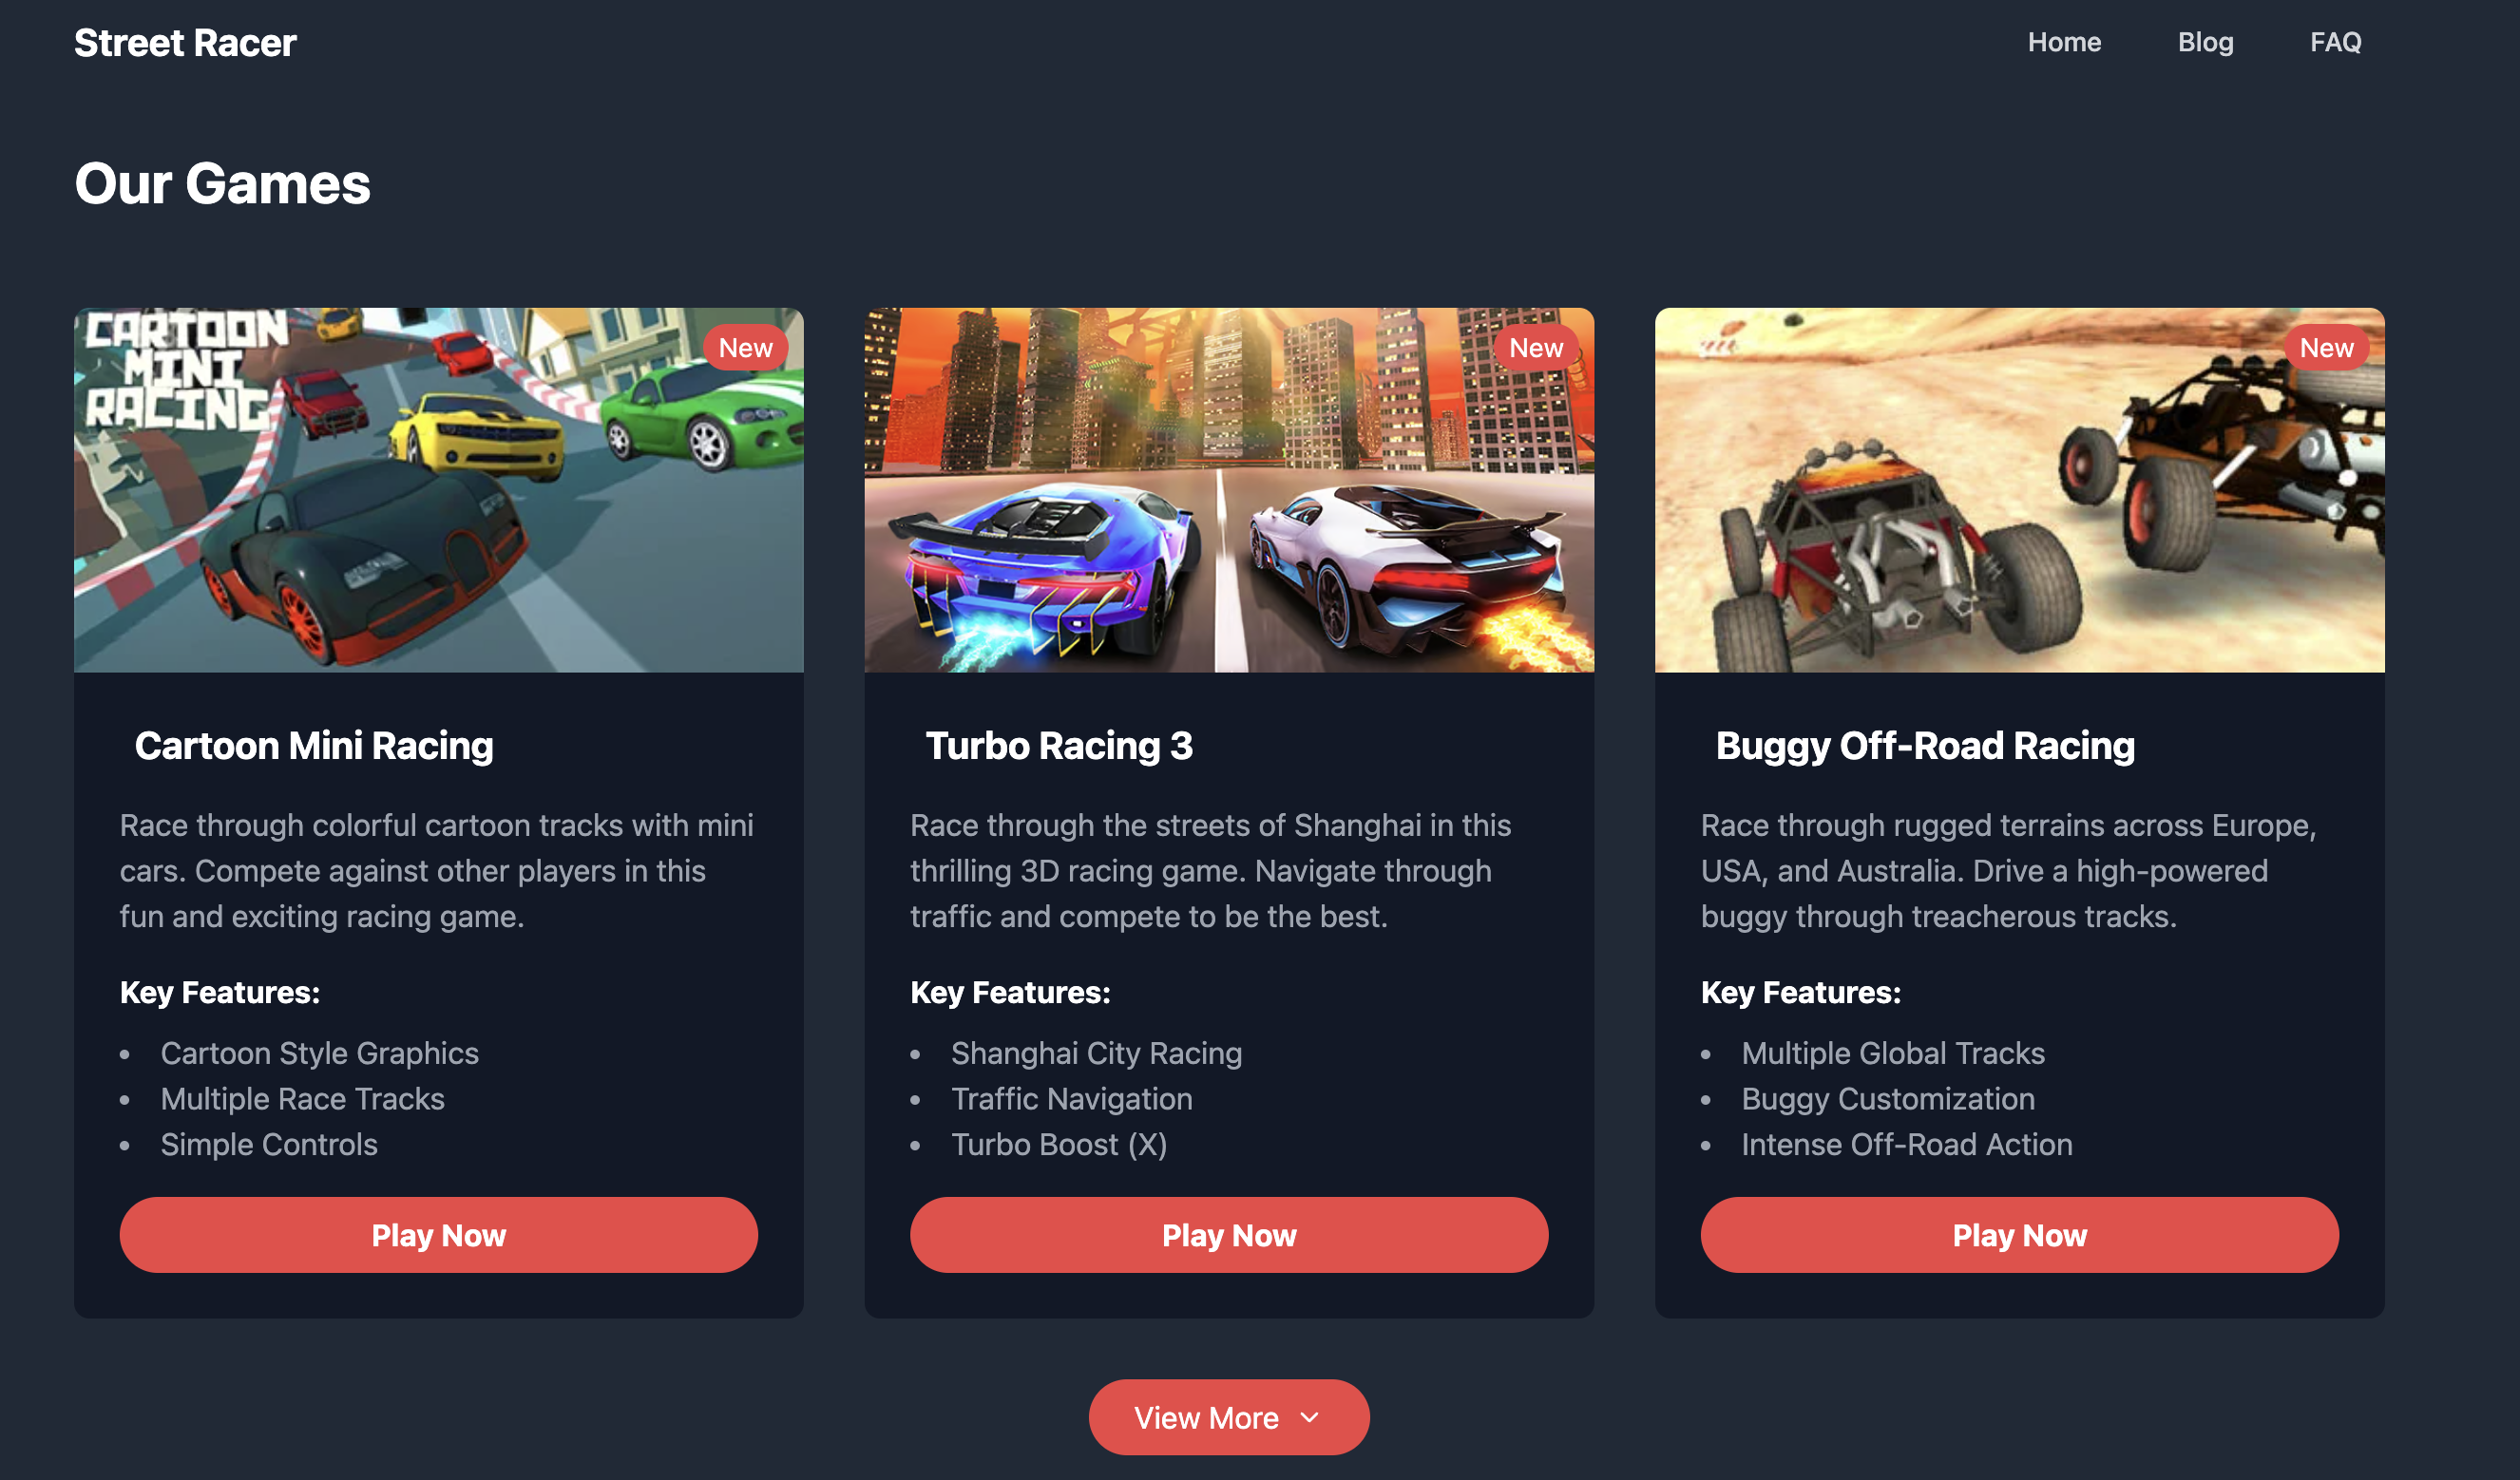 Street Racer
Home
Blog
FAQ
Our Games
CARTOON
MINI
RACING
New
New
New
Cartoon Mini Racing
Race through colorful cartoon tracks with mini
cars. Compete against other players in this
fun and exciting racing game.
Key Features:
• Cartoon Style Graphics
• Multiple Race Tracks
• Simple Controls
Play Now
Turbo Racing 3
Race through the streets of Shanghai in this
thrilling 3D racing game. Navigate through
traffic and compete to be the best.
Key Features:
• Shanghai City Racing
• Traffic Navigation
• Turbo Boost (X)
Play Now
Buggy Off-Road Racing
Race through rugged terrains across Europe,
USA, and Australia. Drive a high-powered
buggy through treacherous tracks.
Key Features:
• Multiple Global Tracks
• Buggy Customization
• Intense Off-Road Action
Play Now
View More